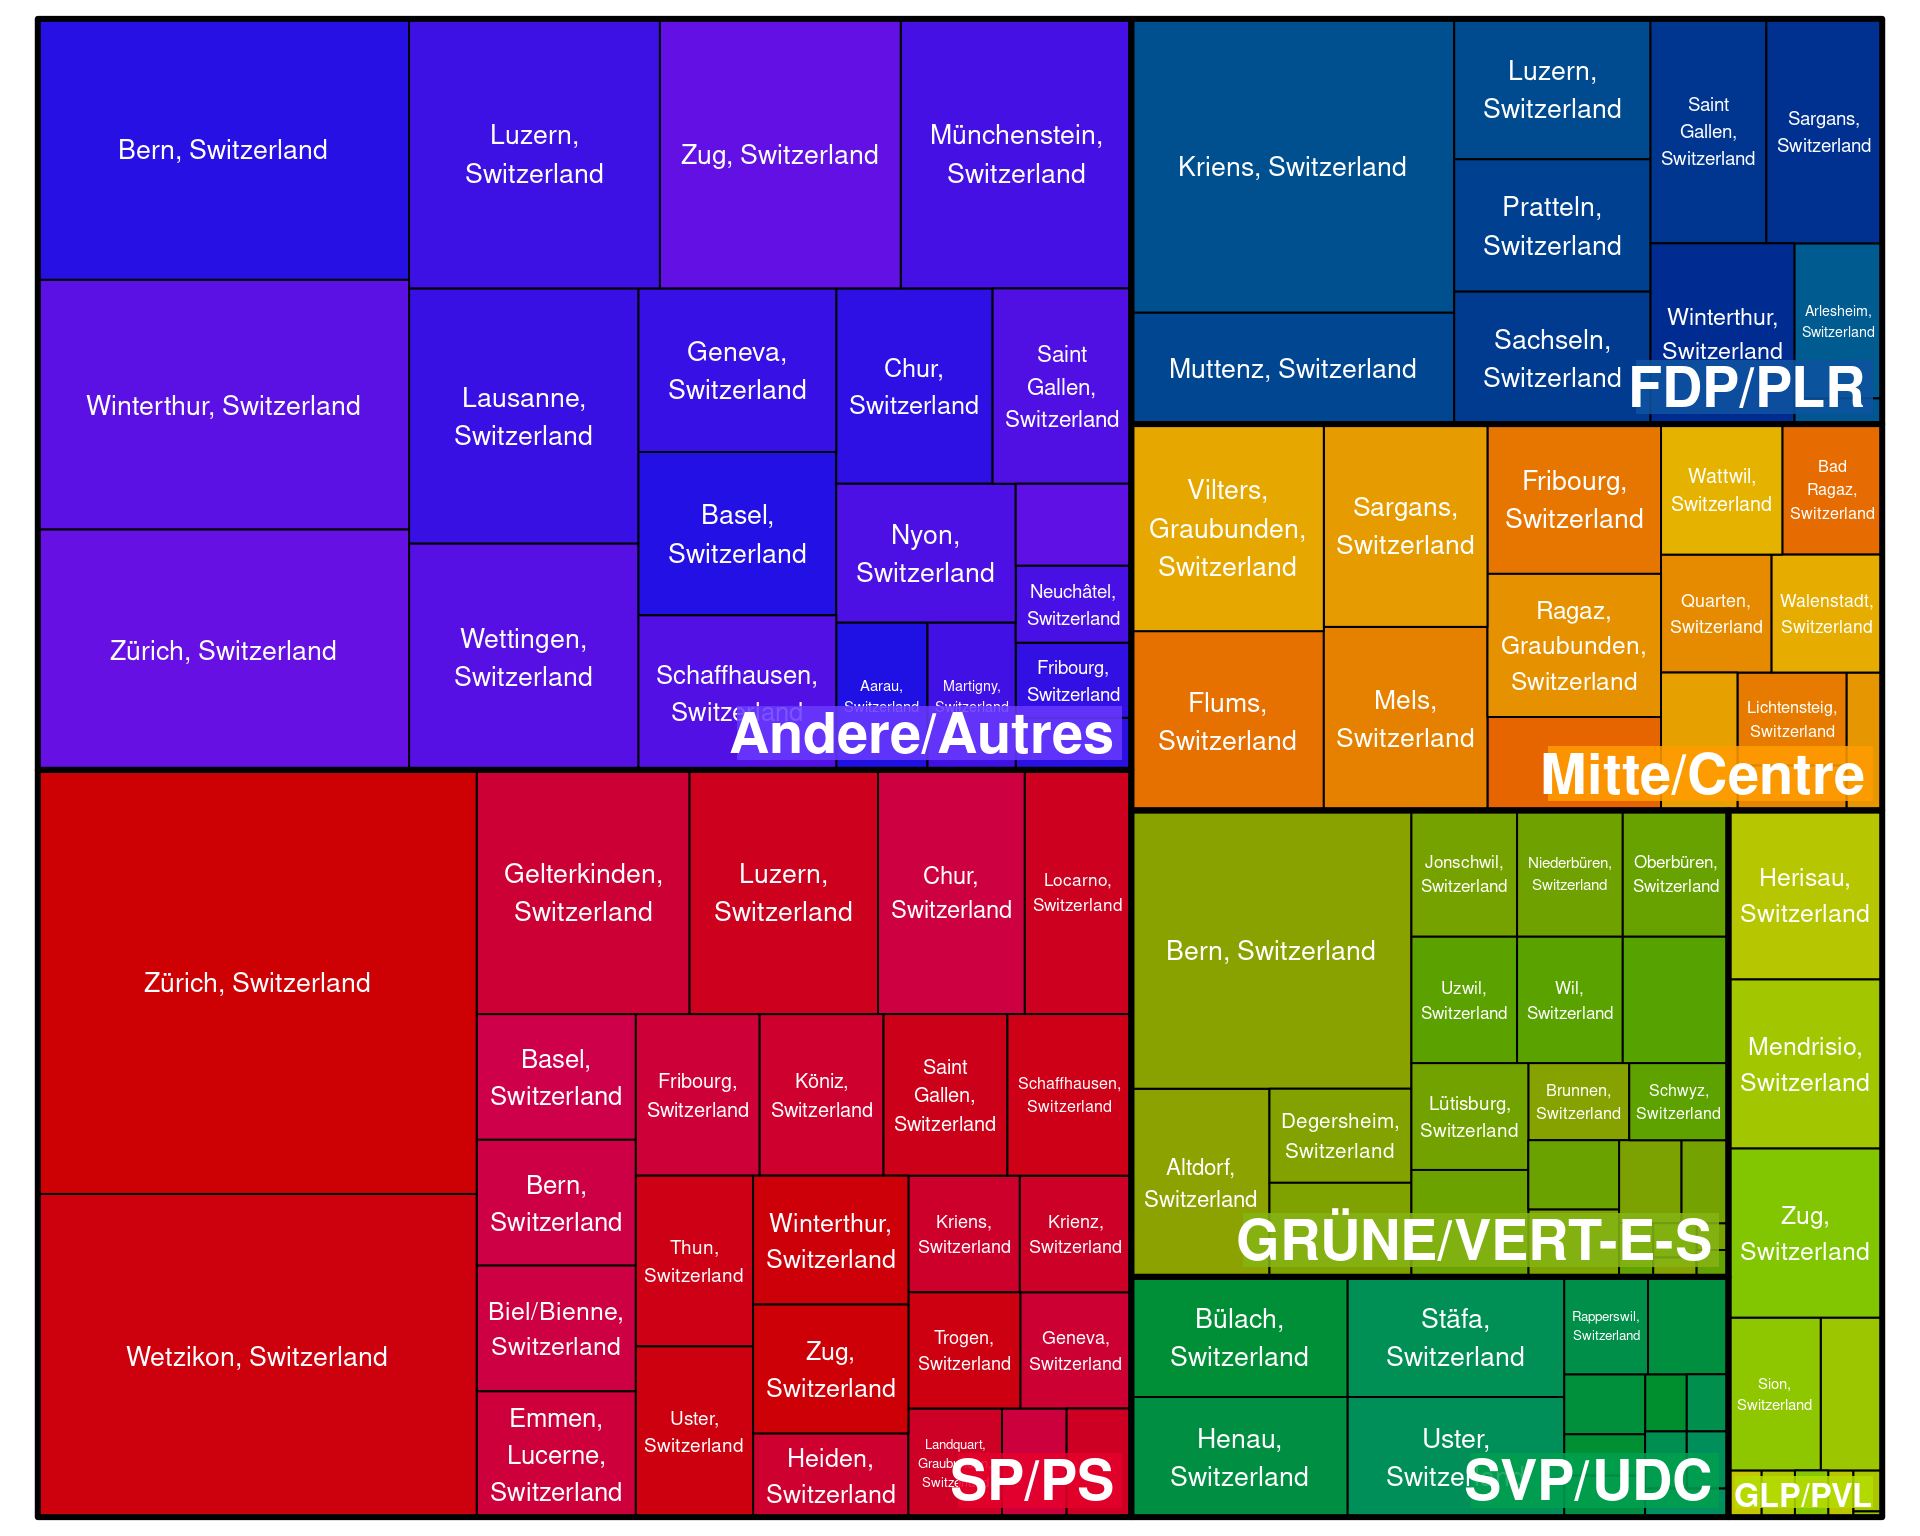 Bern, Switzerland
Winterthur, Switzerland
Zürich, Switzerland
Luzern,
Switzerland
Zug, Switzerland
Münchenstein,
Switzerland
Lausanne,
Switzerland
Wettingen,
Switzerland
Geneva,
Switzerland
Basel,
Switzerland
Schaffhausen,
Switzerland
Chur,
Switzerland
Saint
Gallen,
Switzerland
Nyon,
Switzerland
Neuchâtel,
Switzerland
Fribourg,
Switzerland
Aarau,
Switzerland
Martigny,
Switzerland
Andere/Autres
Kriens, Switzerland
Muttenz, Switzerland
Luzern,
Switzerland
Pratteln,
Switzerland
Sachseln,
Switzerland
Saint
Gallen,
Switzerland
Sargans,
Switzerland
Winterthur,
Switzerland
Arlesheim,
Switzerland
FDP/PLR
Vilters,
Graubunden,
Switzerland
Flums,
Switzerland
Sargans,
Switzerland
Mels,
Switzerland
Fribourg,
Switzerland
Ragaz,
Graubunden,
Switzerland
Wattwil,
Switzerland
Bad
Ragaz,
Switzerland
Quarten,
Switzerland
Walenstadt,
Switzerland
Lichtensteig,
Switzerland
Mitte/Centre
Zürich, Switzerland
Wetzikon, Switzerland
Gelterkinden,
Switzerland
Luzern,
Switzerland
Chur,
Switzerland
Locarno,
Switzerland
Basel,
Switzerland
Bern,
Switzerland
Biel/Bienne,
Switzerland
Emmen,
Lucerne,
Switzerland
Fribourg,
Switzerland
Köniz,
Switzerland
Saint
Gallen,
Switzerland
Schaffhausen,
Switzerland
Thun,
Switzerland
Uster,
Switzerland
Winterthur,
Switzerland
Zug,
Switzerland
Heiden,
Switzerland
Kriens,
Switzerland
Krienz,
Switzerland
Trogen,
Switzerland
Geneva,
Switzerland
Landquart,
SP/PS
Bern, Switzerland
Altdorf,
Switzerland
Degersheim,
Switzerland
Jonschwil,
Switzerland
Niederbüren,
Switzerland
Oberbüren,
Switzerland
Uzwil,
Switzerland
Wil,
Switzerland
Lütisburg,
Switzerland
Brunnen,
Switzerland
Schwyz,
Switzerland
GRÜNE/VERT-E-S
Herisau,
Switzerland
Mendrisio,
Switzerland
Zug,
Switzerland
Sion,
Switzerland
GLP/PVL
Bülach,
Switzerland
Henau,
Switzerland
Stäfa,
Switzerland
Uster,
Switzerland
Rapperswil,
Switzerland
SVP/UDC